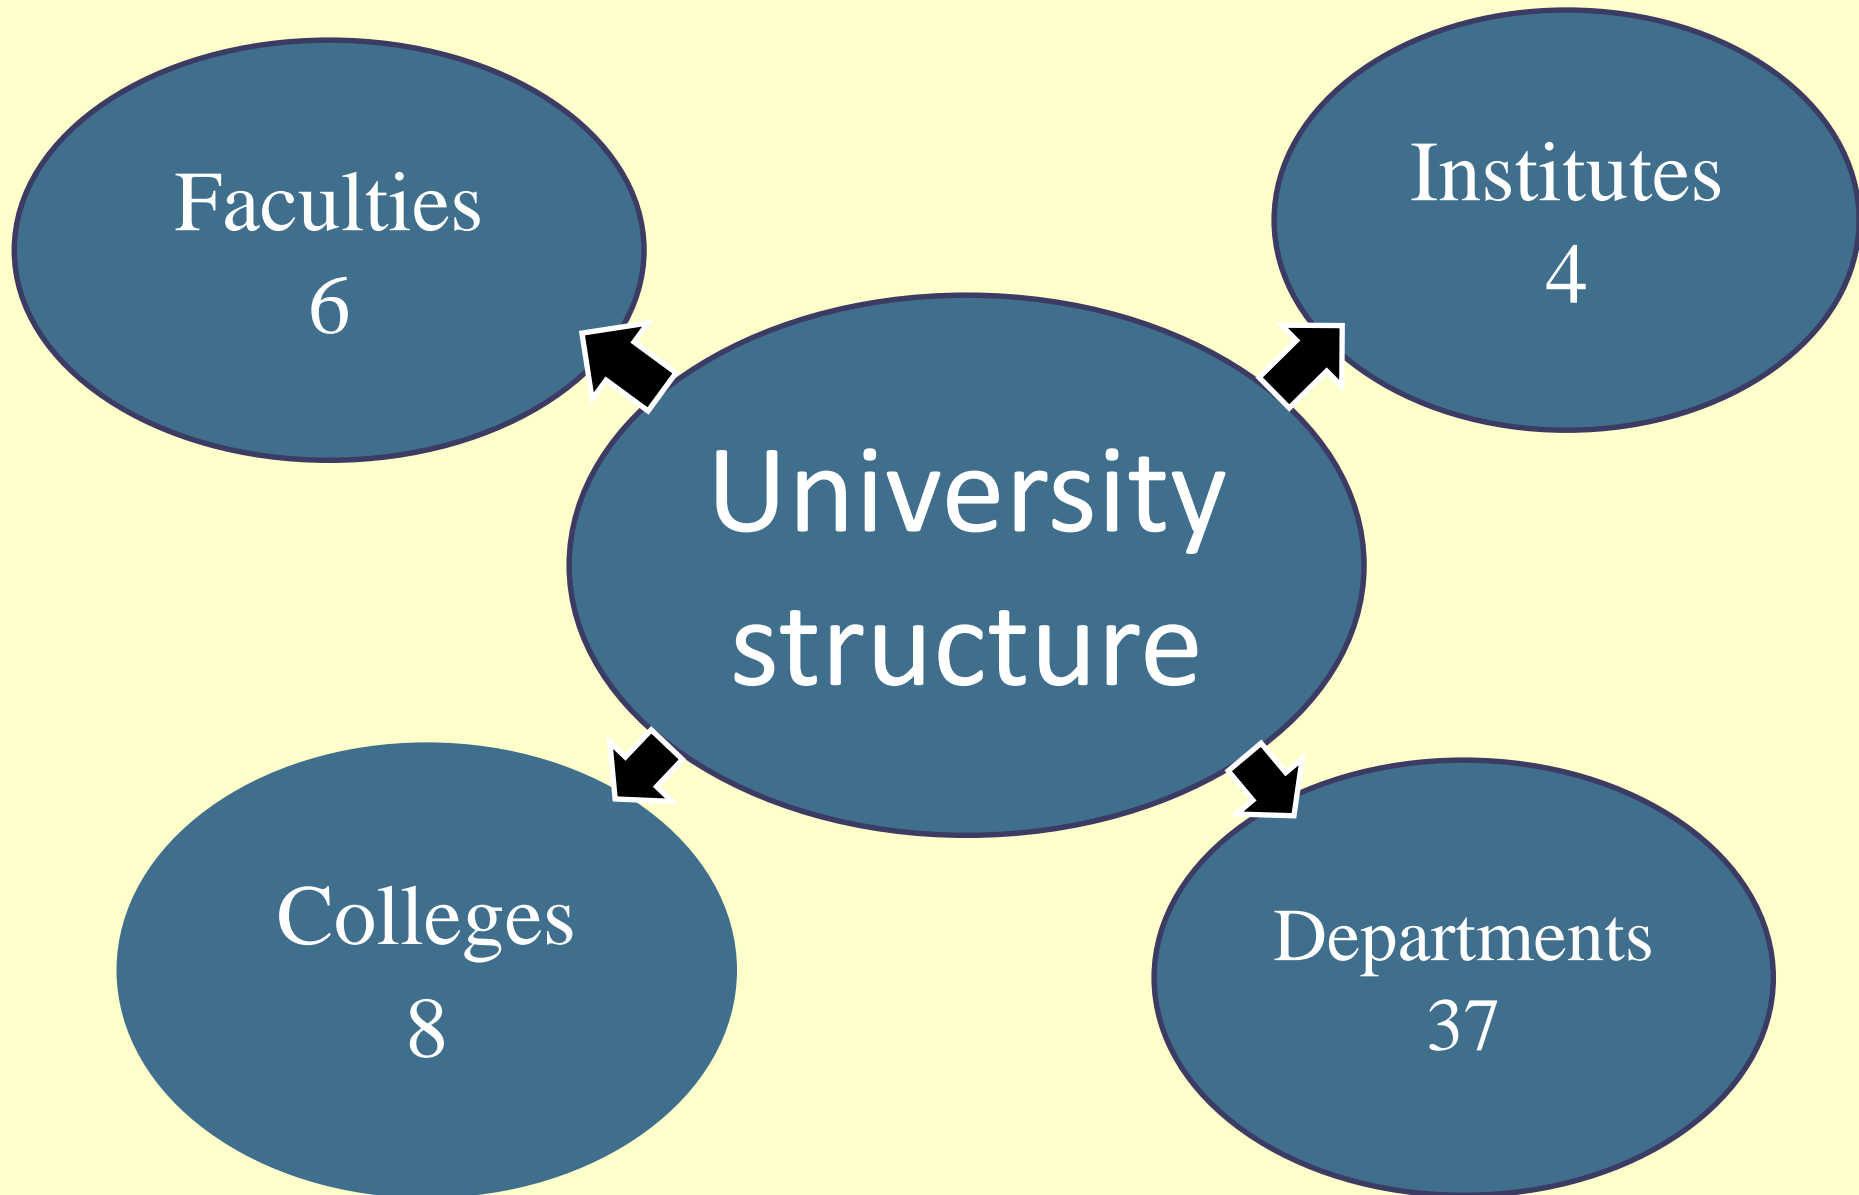 Faculties
6
Institutes
4
University
structure
Colleges
8
Departments
37